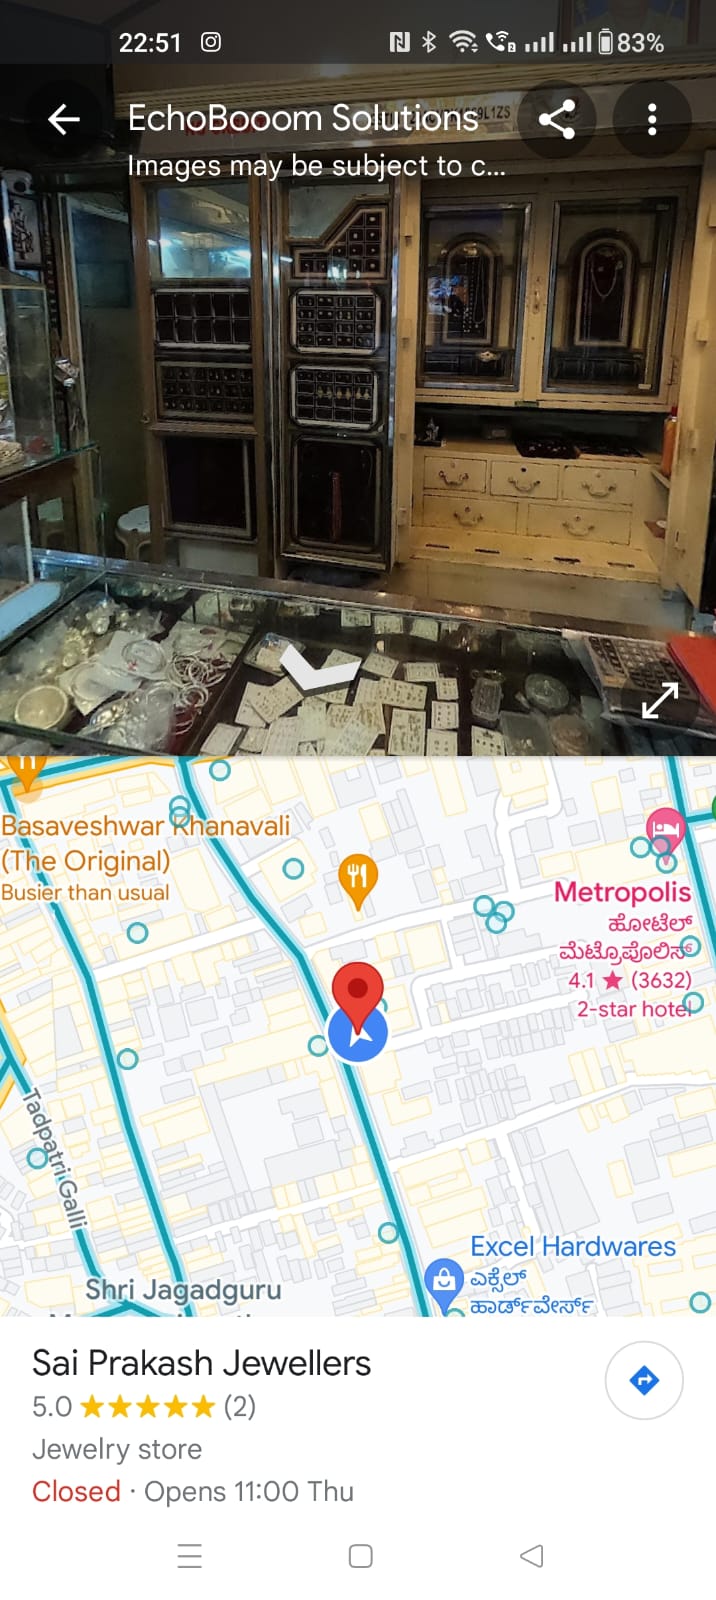 22:51
83%
EchoBooom Solutions
Images may be subject to c...
Basaveshwar Khanavali
(The Original)
Busier than usual
Metropolis
ಹೋಟೆಲ್
ಮೆಟ್ರೊಪೊಲಿಸ್
4.1 ★ (3632)
2-star hotel
Tadpatri Galli
Excel Hardwares
ಎಕ್ಸೆಲ್
ಹಾರ್ಡ್‌ವೇರ್ಸ್
Shri Jagadguru
Sai Prakash Jewellers
5.0 ★★★★★ (2)
Jewelry store
Closed · Opens 11:00 Thu